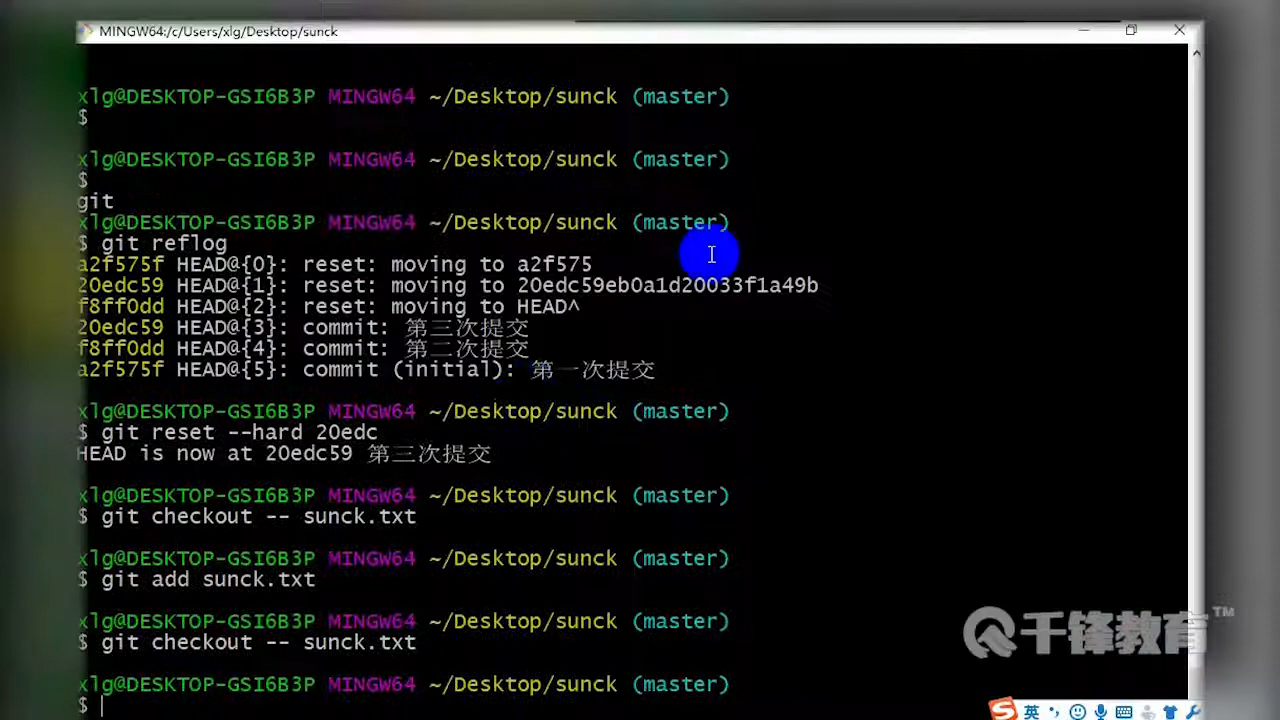 MINGW64:/c/Users/xlg/Desktop/sunck
xlg@DESKTOP-GSI6B3P MINGW64 ~/Desktop/sunck (master)
$
xlg@DESKTOP-GSI6B3P MINGW64 ~/Desktop/sunck (master)
$
git
xlg@DESKTOP-GSI6B3P MINGW64 ~/Desktop/sunck (master)
$ git reflog
a2f575f HEAD@{0}: reset: moving to a2f575
20edc59 HEAD@{1}: reset: moving to 20edc59eb0a1d20033f1a49b
f8ff0dd HEAD@{2}: reset: moving to HEAD^
20edc59 HEAD@{3}: commit: 第三次提交
f8ff0dd HEAD@{4}: commit: 第二次提交
a2f575f HEAD@{5}: commit (initial): 第一次提交
xlg@DESKTOP-GSI6B3P MINGW64 ~/Desktop/sunck (master)
$ git reset --hard 20edc
HEAD is now at 20edc59 第三次提交
xlg@DESKTOP-GSI6B3P MINGW64 ~/Desktop/sunck (master)
$ git checkout -- sunck.txt
xlg@DESKTOP-GSI6B3P MINGW64 ~/Desktop/sunck (master)
$ git add sunck.txt
xlg@DESKTOP-GSI6B3P MINGW64 ~/Desktop/sunck (master)
$ git checkout -- sunck.txt
xlg@DESKTOP-GSI6B3P MINGW64 ~/Desktop/sunck (master)
$
千锋教育™
S 英